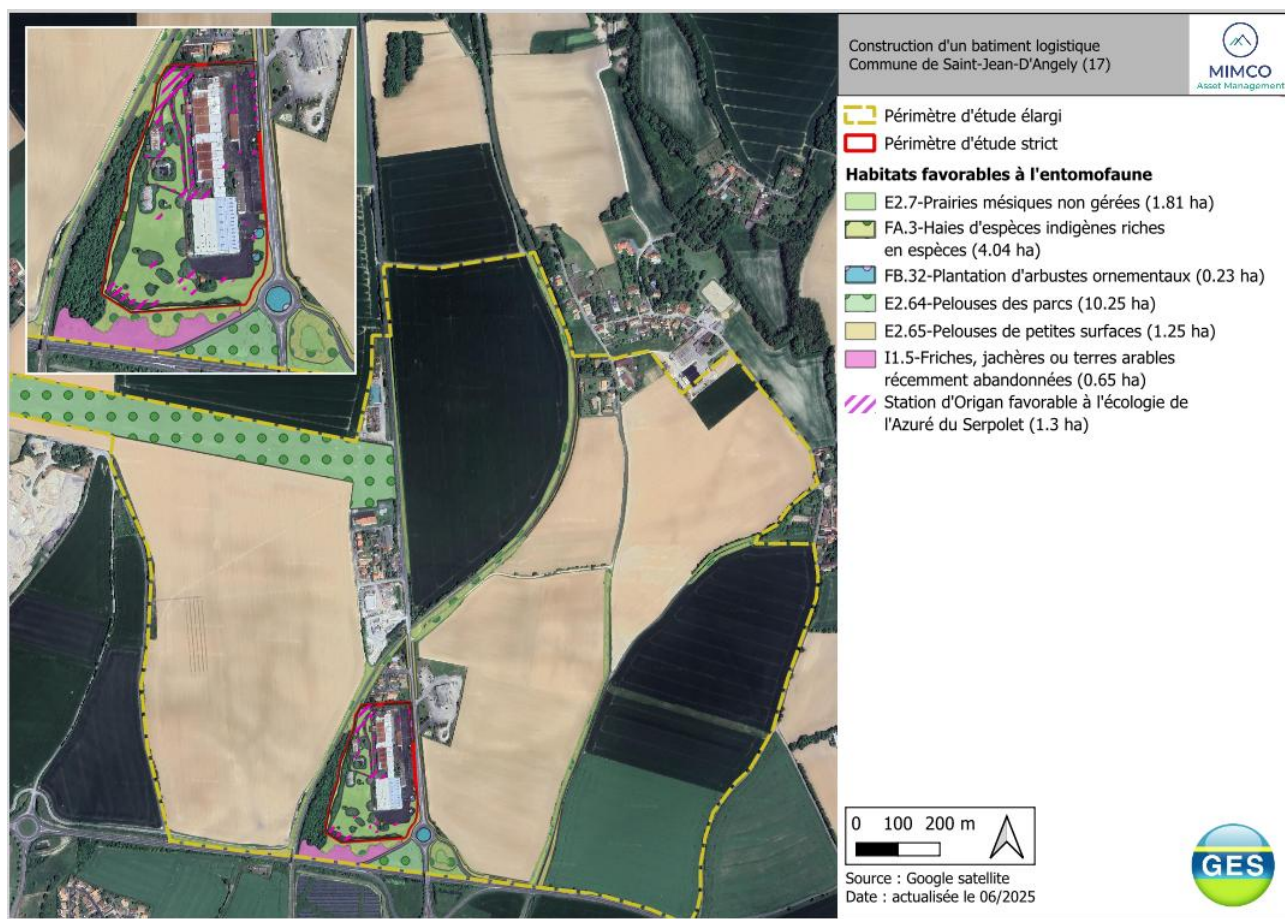 Construction d'un batiment logistique
Commune de Saint-Jean-D'Angely (17)
MIMCO
Asset Management
Périmètre d'étude élargi
Périmètre d'étude strict
Habitats favorables à l'entomofaune
E2.7-Prairies mésiques non gérées (1.81 ha)
FA.3-Haies d'espèces indigènes riches
en espèces (4.04 ha)
FB.32-Plantation d'arbustes ornementaux (0.23 ha)
E2.64-Pelouses des parcs (10.25 ha)
E2.65-Pelouses de petites surfaces (1.25 ha)
I1.5-Friches, jachères ou terres arables
récemment abandonnées (0.65 ha)
Station d'Origan favorable à l'écologie de
l'Azuré du Serpolet (1.3 ha)
0 100 200 m
Source : Google satellite
Date : actualisée le 06/2025
GES